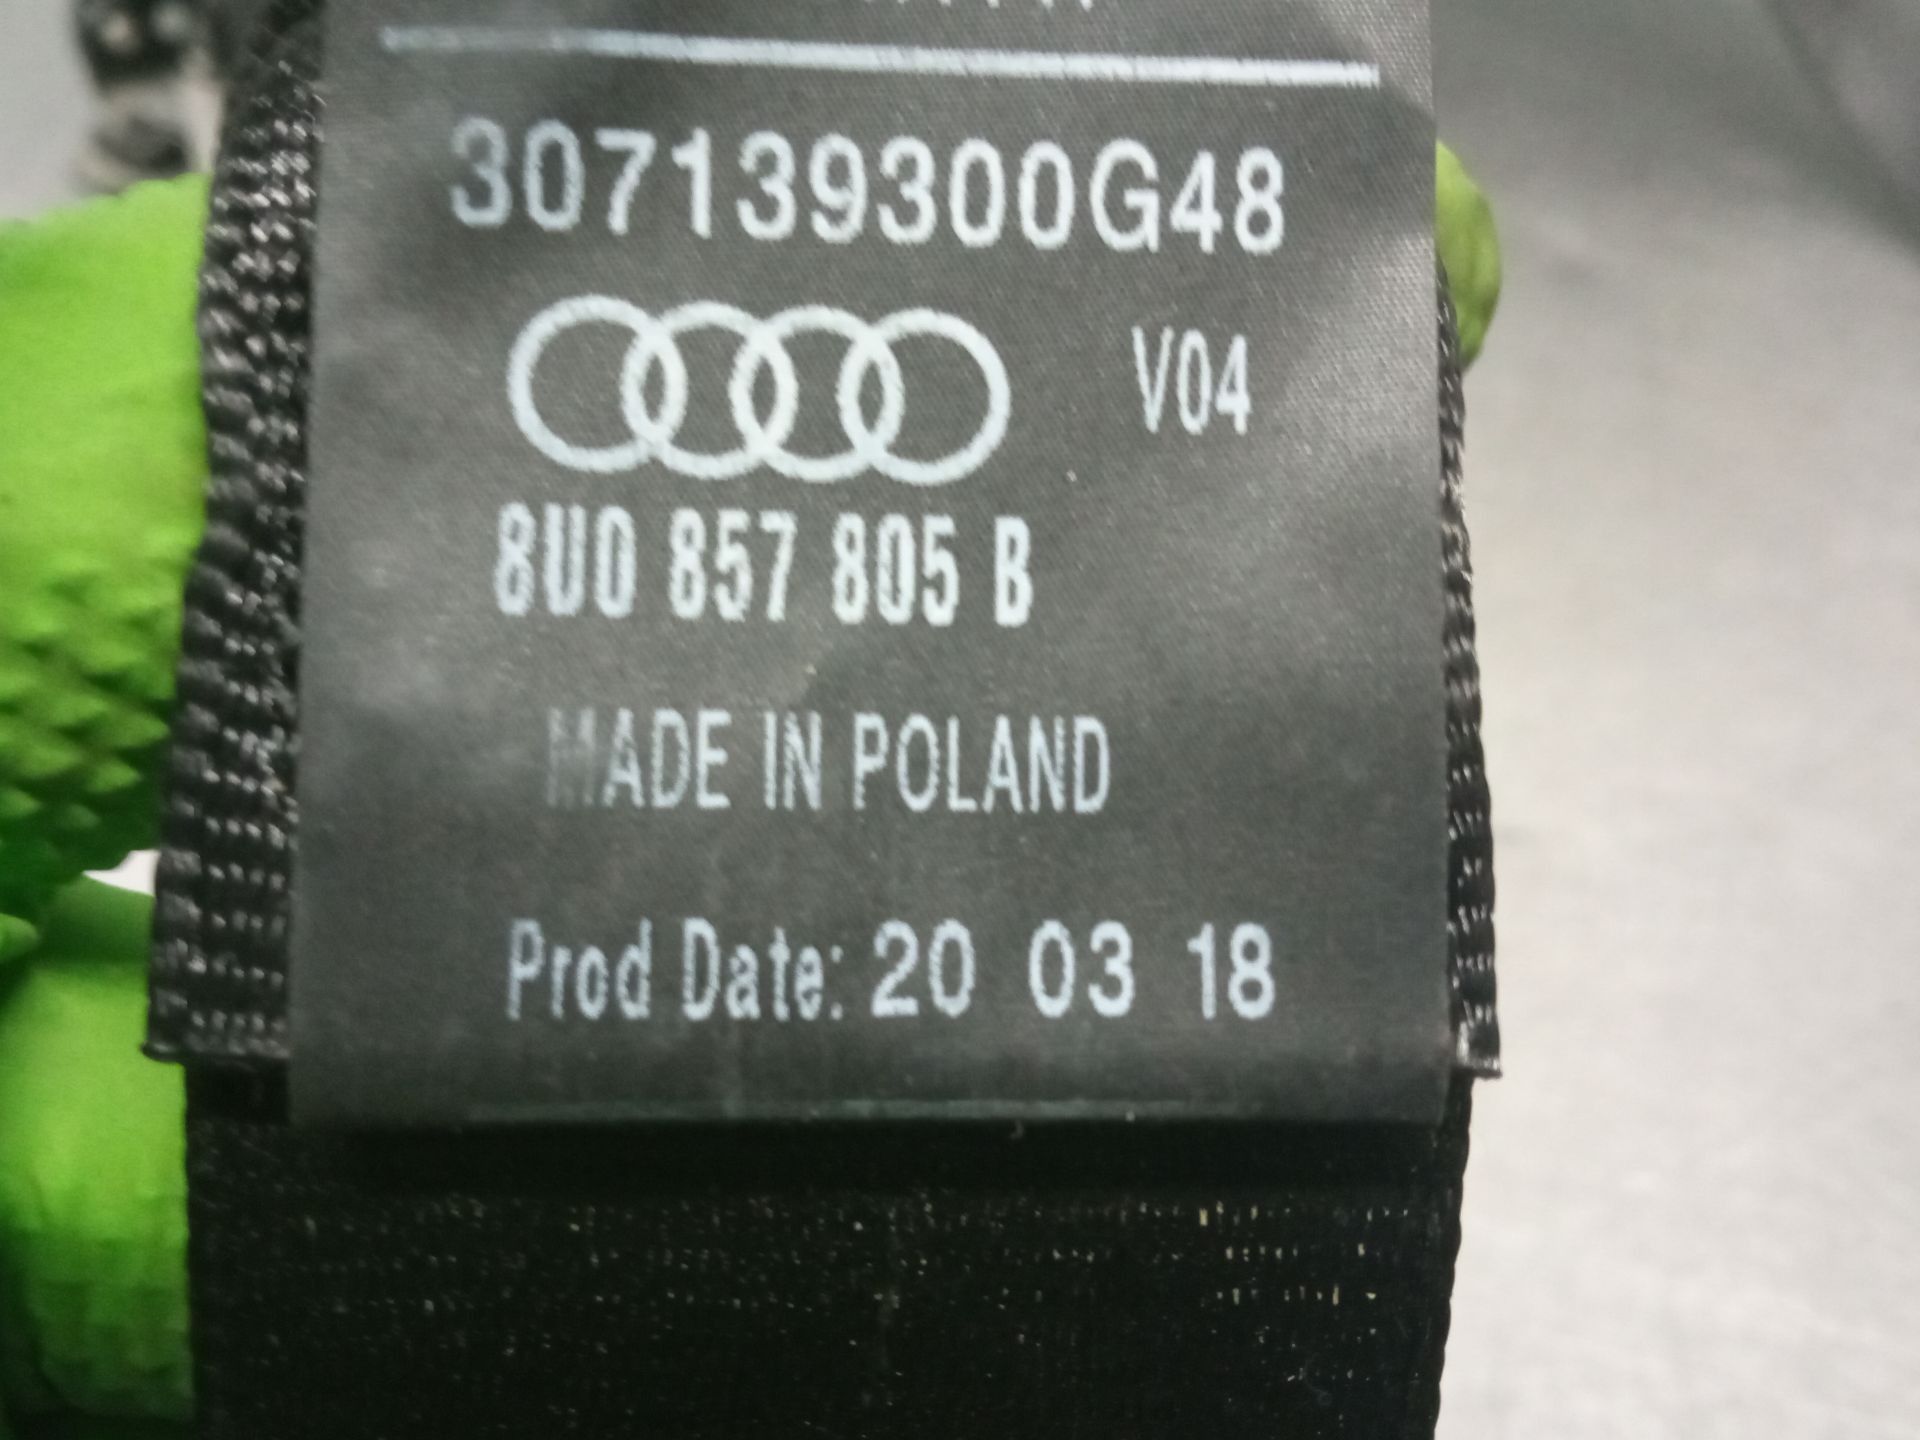 307139300G48
V04
8U0 857 805 B
MADE IN POLAND
Prod Date: 20 03 18